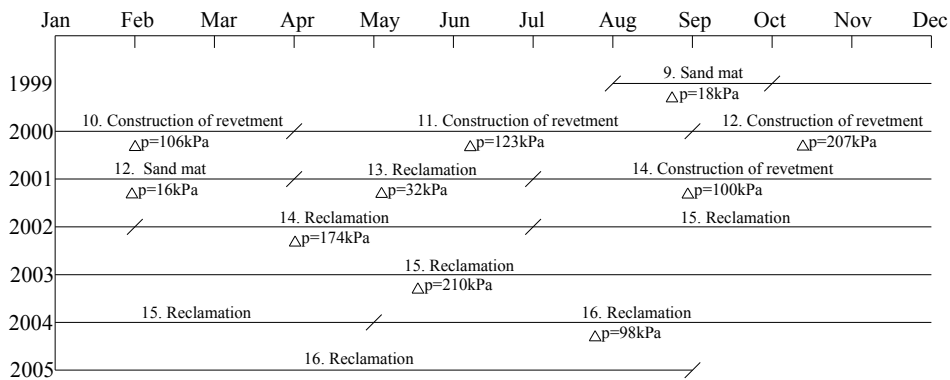 Jan Feb Mar Apr May Jun Jul Aug Sep Oct Nov Dec
1999
9. Sand mat
△p=18kPa
2000
10. Construction of revetment 11. Construction of revetment 12. Construction of revetment
△p=106kPa △p=123kPa △p=207kPa
2001
12. Sand mat 13. Reclamation 14. Construction of revetment
△p=16kPa △p=32kPa △p=100kPa
2002
14. Reclamation 15. Reclamation
△p=174kPa
2003
15. Reclamation
△p=210kPa
2004
15. Reclamation 16. Reclamation
△p=98kPa
2005
16. Reclamation